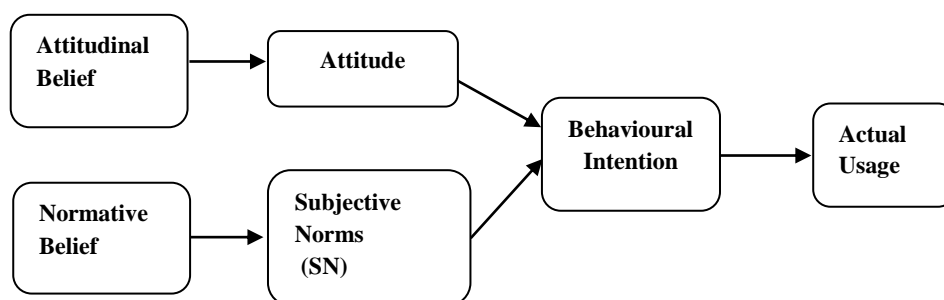 Attitudinal
Belief
Attitude
Behavioural
Intention
Actual
Usage
Normative
Belief
Subjective
Norms
(SN)